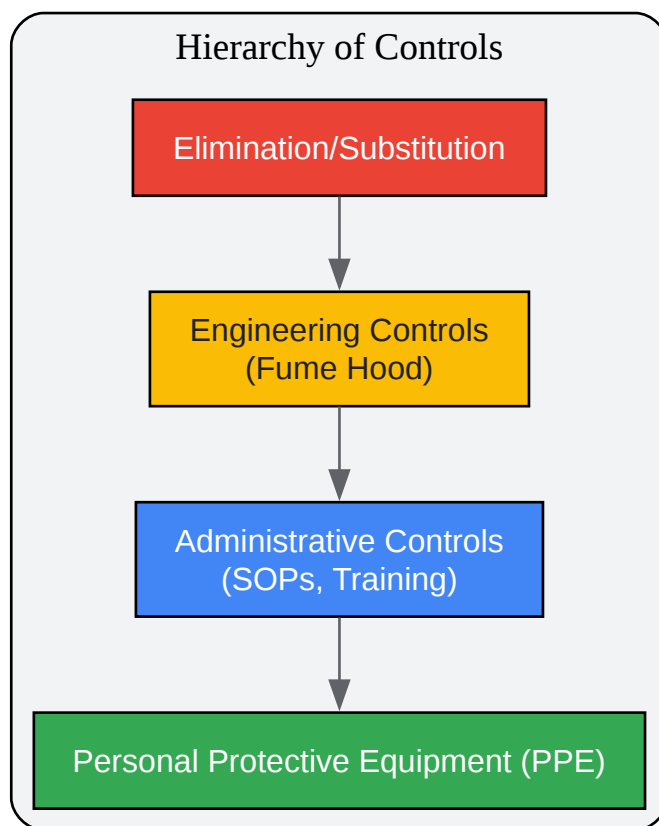 Hierarchy of Controls
Elimination/Substitution
Engineering Controls
(Fume Hood)
Administrative Controls
(SOPs, Training)
Personal Protective Equipment (PPE)